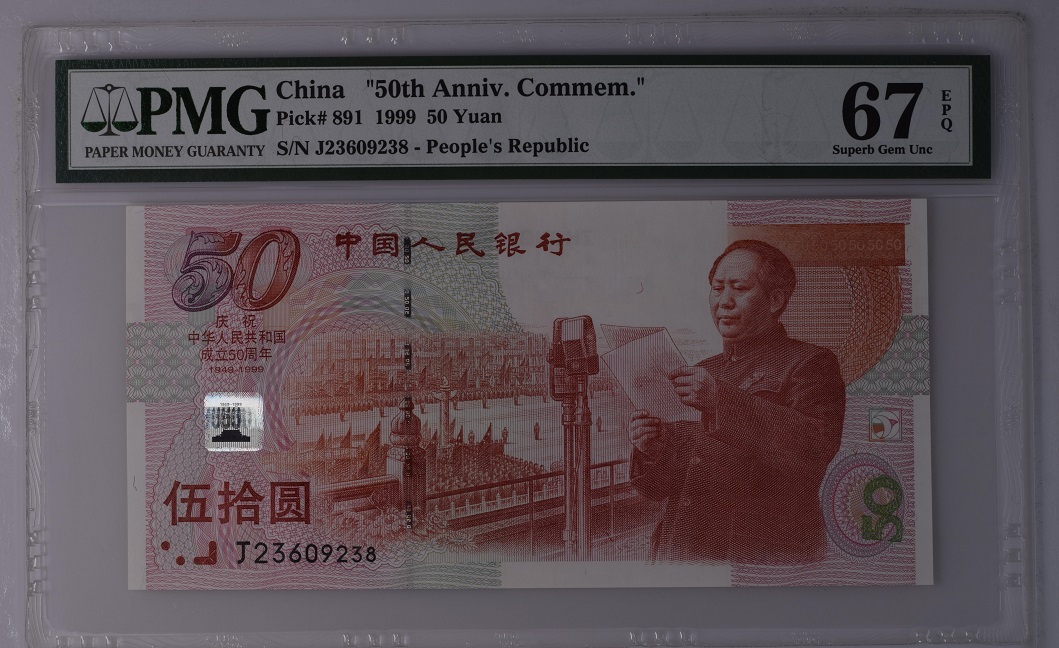 PMG
PAPER MONEY GUARANTY
China "50th Anniv. Commem."
Pick# 891 1999 50 Yuan
S/N J23609238 - People's Republic
67
EPQ
Superb Gem Unc
50
中国人民银行
庆祝
中华人民共和国
成立50周年
1949-1999
伍拾圆
J23609238
50